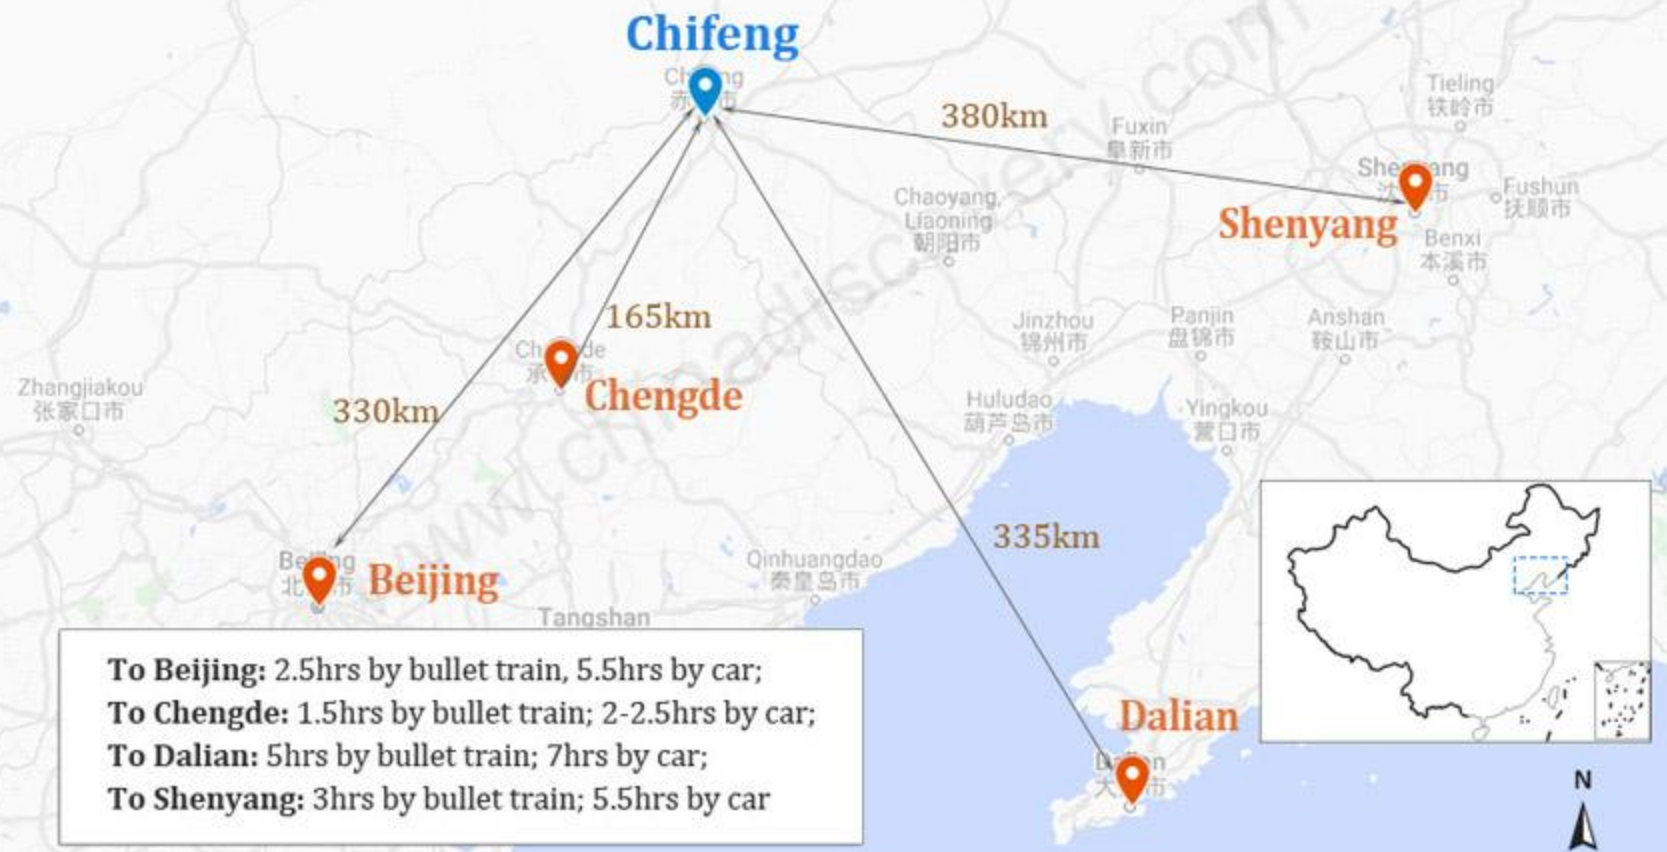 Chifeng
380km
Tieling
铁岭市
Fuxin
阜新市
Shenyang
Fushun
抚顺市
Chaoyang,
Liaoning
朝阳市
Benxi
本溪市
165km
Jinzhou
锦州市
Panjin
盘锦市
Anshan
鞍山市
Chengde
Zhangjiakou
张家口市
330km
Huludao
葫芦岛市
Yingkou
营口市
335km
Qinhuangdao
秦皇岛市
Beijing
Tangshan
To Beijing: 2.5hrs by bullet train, 5.5hrs by car;
To Chengde: 1.5hrs by bullet train; 2-2.5hrs by car;
To Dalian: 5hrs by bullet train; 7hrs by car;
To Shenyang: 3hrs by bullet train; 5.5hrs by car
Dalian
N